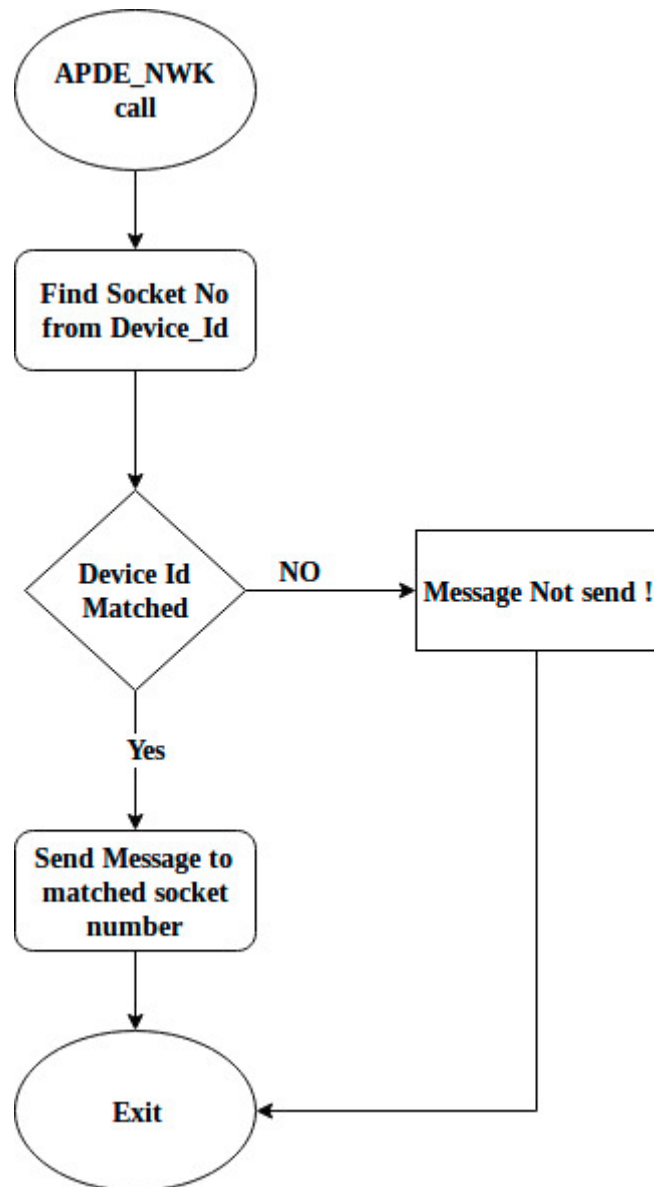 APDE_NWK
call
Find Socket No
from Device_Id
Device Id
Matched
NO
Message Not send !
Yes
Send Message to
matched socket
number
Exit